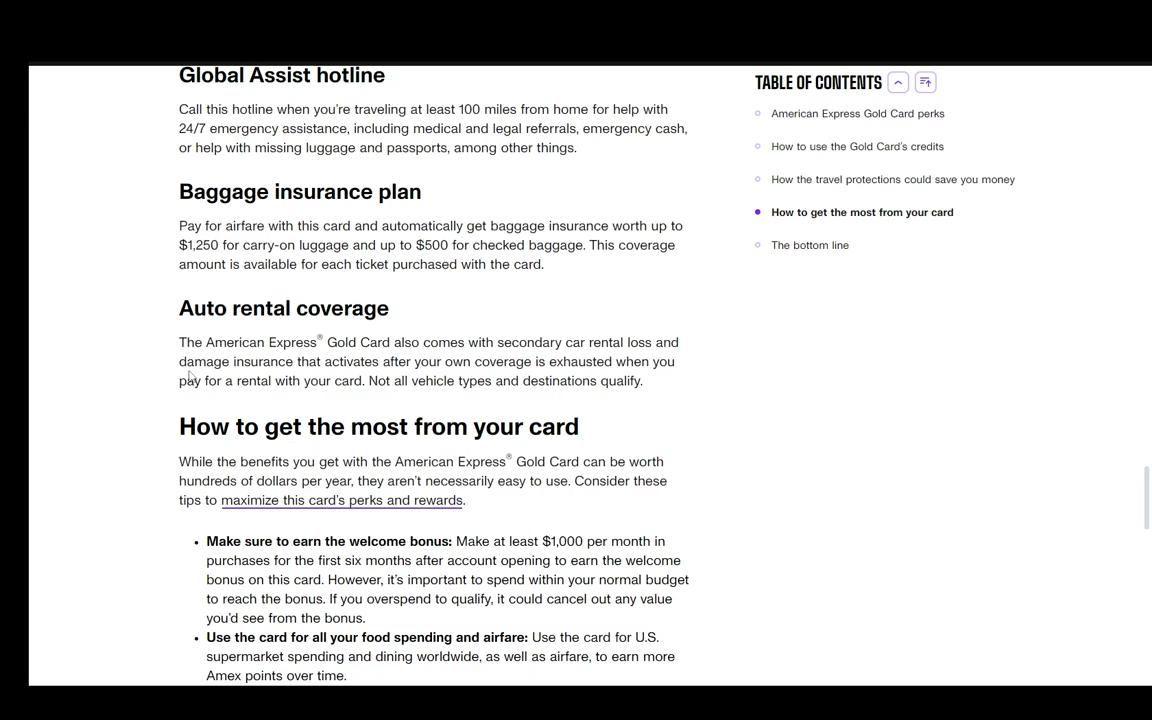 Global Assist hotline
Call this hotline when you're traveling at least 100 miles from home for help with
24/7 emergency assistance, including medical and legal referrals, emergency cash,
or help with missing luggage and passports, among other things.
Baggage insurance plan
Pay for airfare with this card and automatically get baggage insurance worth up to
$1,250 for carry-on luggage and up to $500 for checked baggage. This coverage
amount is available for each ticket purchased with the card.
Auto rental coverage
The American Express® Gold Card also comes with secondary car rental loss and
damage insurance that activates after your own coverage is exhausted when you
pay for a rental with your card. Not all vehicle types and destinations qualify.
How to get the most from your card
While the benefits you get with the American Express® Gold Card can be worth
hundreds of dollars per year, they aren't necessarily easy to use. Consider these
tips to maximize this card's perks and rewards.
• Make sure to earn the welcome bonus: Make at least $1,000 per month in
purchases for the first six months after account opening to earn the welcome
bonus on this card. However, it's important to spend within your normal budget
to reach the bonus. If you overspend to qualify, it could cancel out any value
you'd see from the bonus.
• Use the card for all your food spending and airfare: Use the card for U.S.
supermarket spending and dining worldwide, as well as airfare, to earn more
Amex points over time.
TABLE OF CONTENTS
American Express Gold Card perks
How to use the Gold Card's credits
How the travel protections could save you money
How to get the most from your card
The bottom line